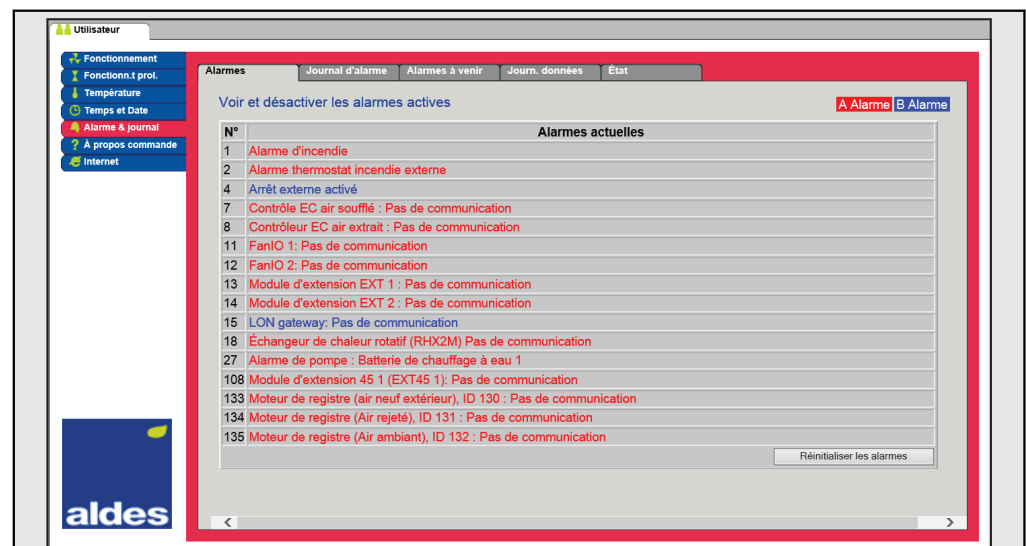 Utilisateur
Fonctionnement
Fonctionn.t prol.
Température
Temps et Date
Alarme & journal
? À propos commande
Internet
Alarmes
Journal d'alarme
Alarmes à venir
Journ. données
État
Voir et désactiver les alarmes actives
A Alarme B Alarme
N° Alarmes actuelles
1 Alarme d'incendie
2 Alarme thermostat incendie externe
4 Arrêt externe activé
7 Contrôle EC air soufflé : Pas de communication
8 Contrôleur EC air extrait : Pas de communication
11 FanIO 1: Pas de communication
12 FanIO 2: Pas de communication
13 Module d'extension EXT 1 : Pas de communication
14 Module d'extension EXT 2 : Pas de communication
15 LON gateway: Pas de communication
18 Échangeur de chaleur rotatif (RHX2M) Pas de communication
27 Alarme de pompe : Batterie de chauffage à eau 1
108 Module d'extension 45 1 (EXT45 1): Pas de communication
133 Moteur de registre (air neuf extérieur), ID 130 : Pas de communication
134 Moteur de registre (Air rejeté), ID 131 : Pas de communication
135 Moteur de registre (Air ambiant), ID 132 : Pas de communication
Réinitialiser les alarmes
aldes